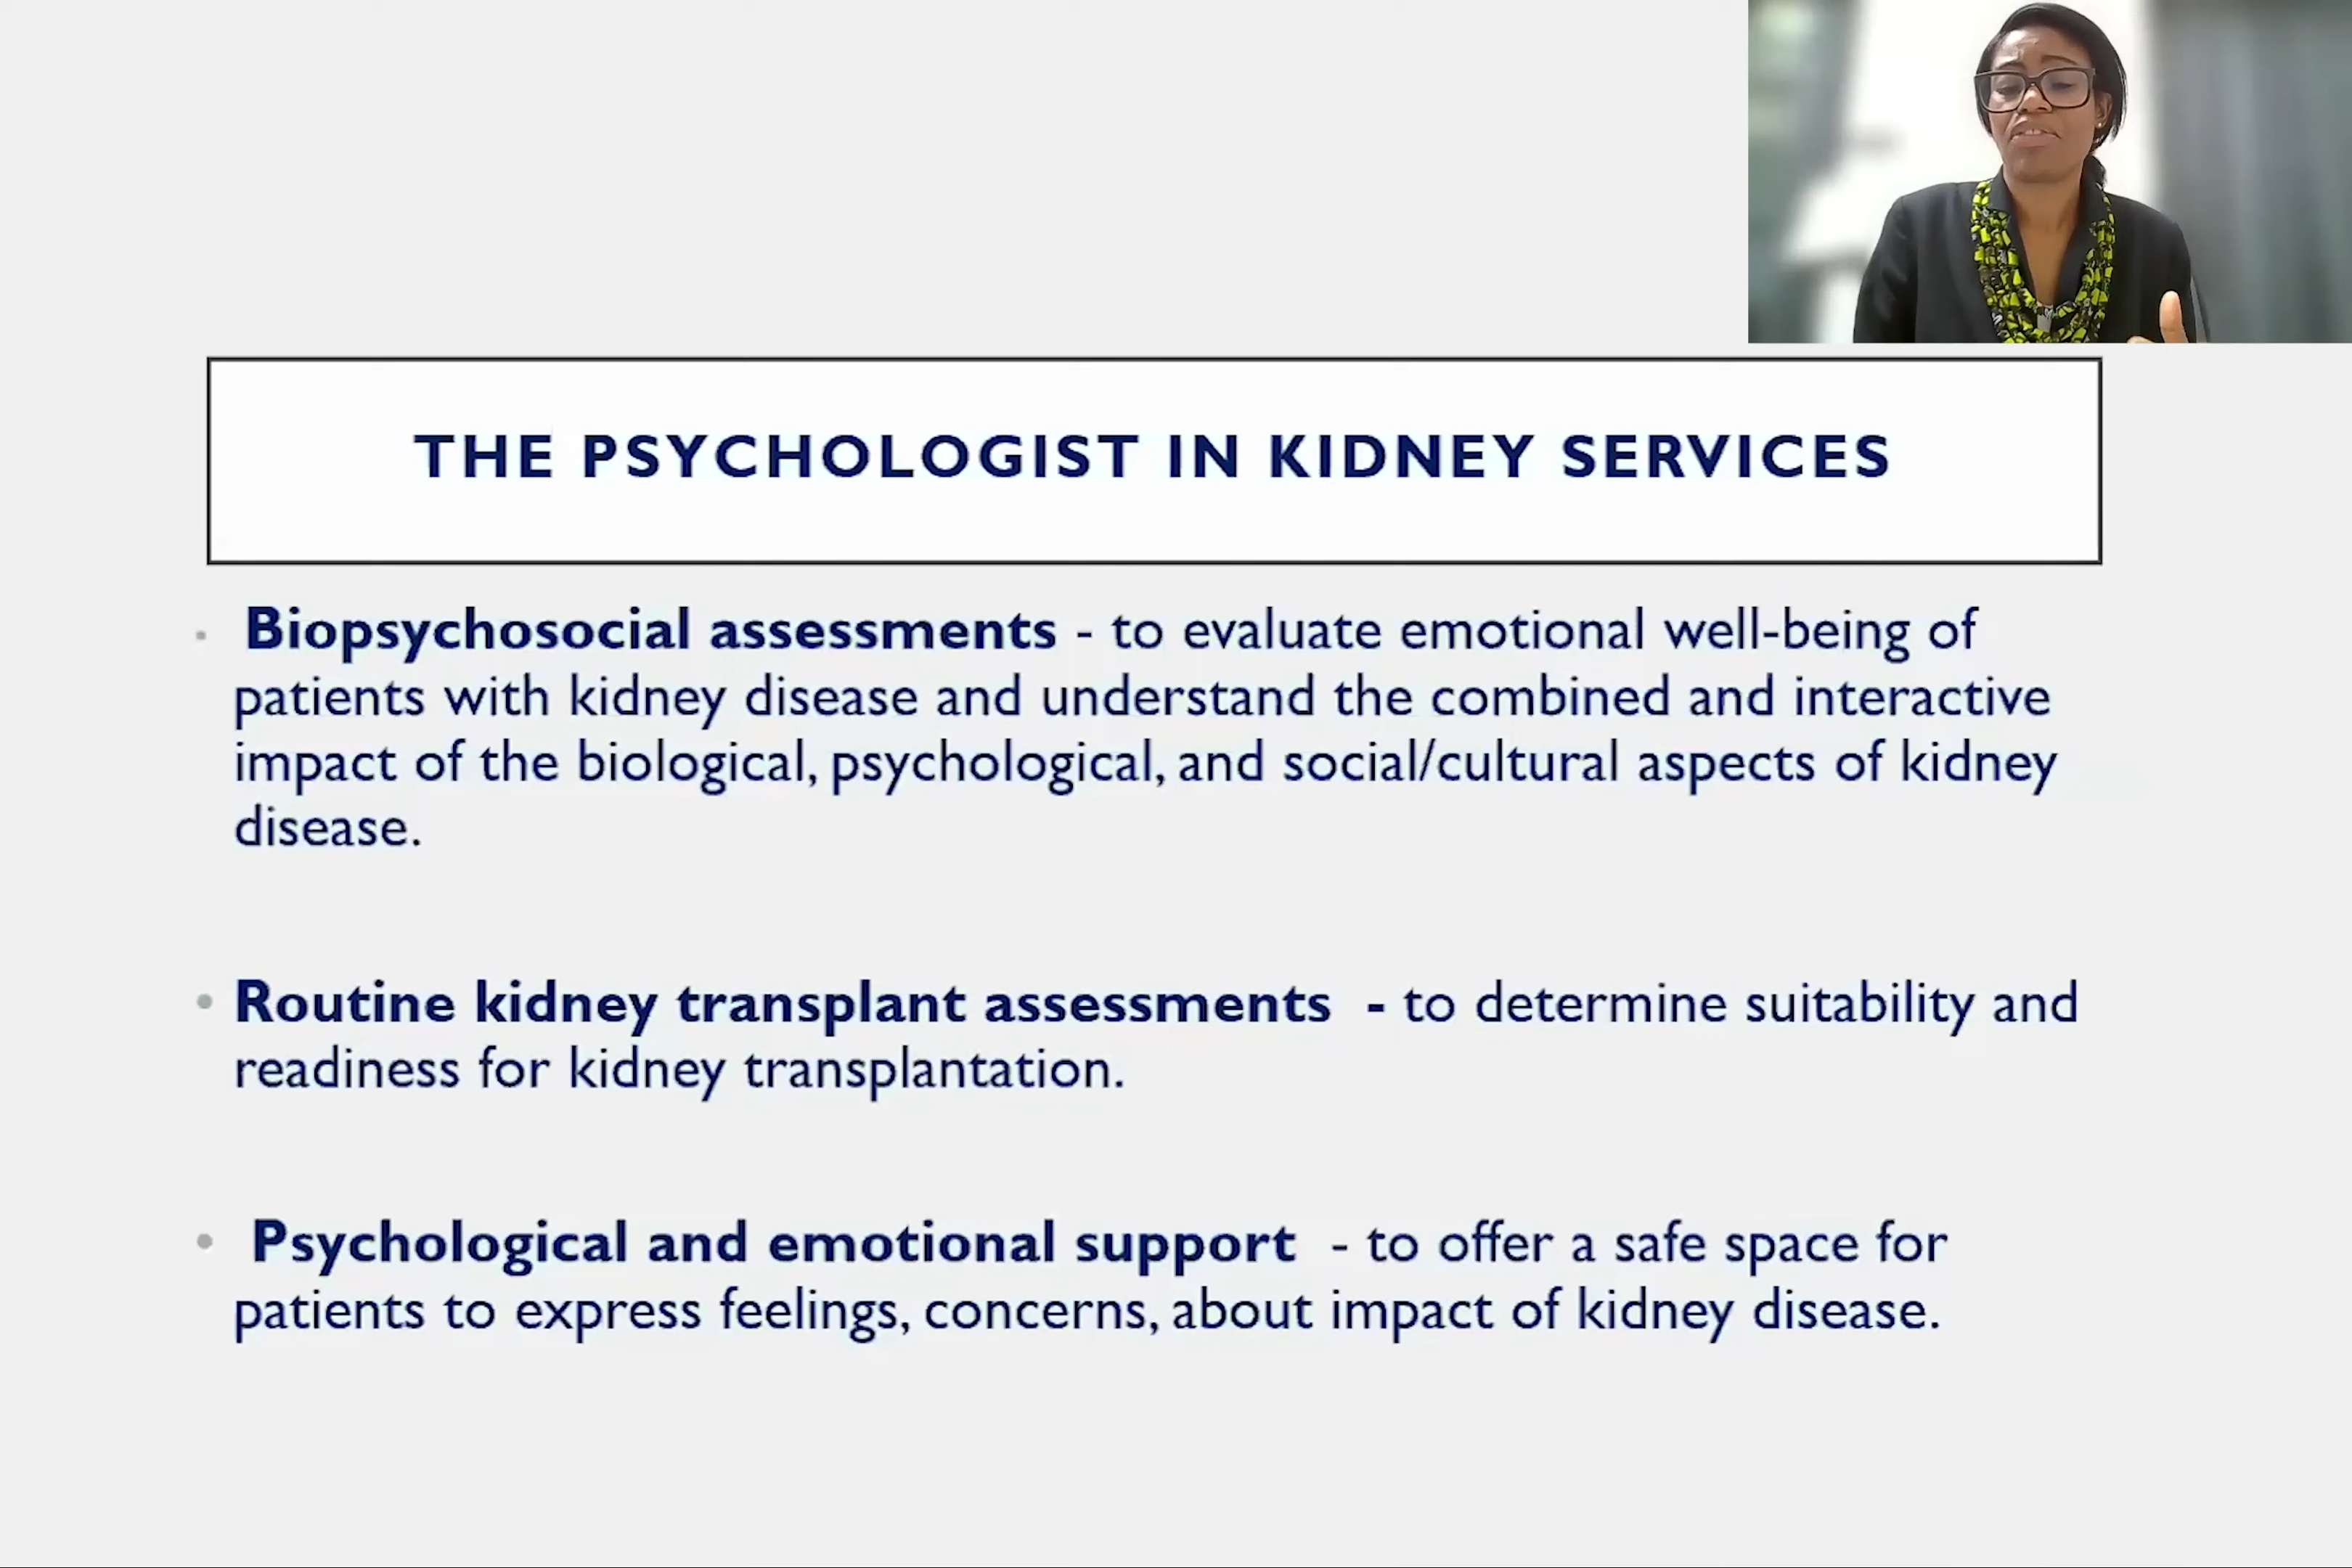 THE PSYCHOLOGIST IN KIDNEY SERVICES
• Biopsychosocial assessments - to evaluate emotional well-being of
patients with kidney disease and understand the combined and interactive
impact of the biological, psychological, and social/cultural aspects of kidney
disease.
• Routine kidney transplant assessments - to determine suitability and
readiness for kidney transplantation.
• Psychological and emotional support - to offer a safe space for
patients to express feelings, concerns, about impact of kidney disease.